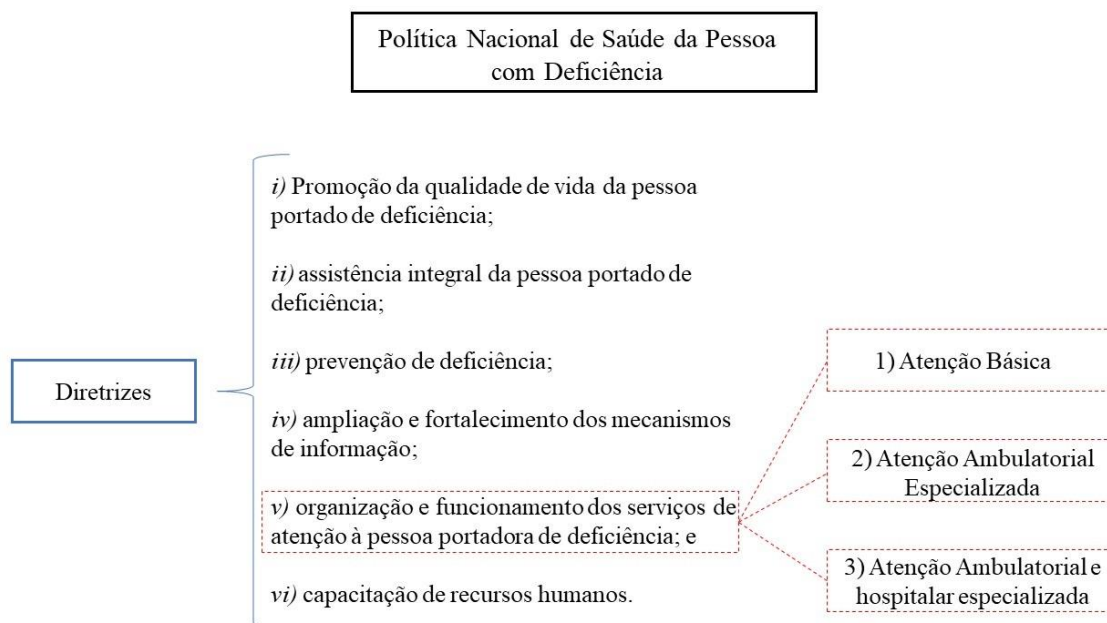 Política Nacional de Saúde da Pessoa
com Deficiência
Diretrizes
i) Promoção da qualidade de vida da pessoa
portado de deficiência;
ii) assistência integral da pessoa portado de
deficiência;
iii) prevenção de deficiência;
iv) ampliação e fortalecimento dos mecanismos
de informação;
v) organização e funcionamento dos serviços de
atenção à pessoa portadora de deficiência; e
vi) capacitação de recursos humanos.
1) Atenção Básica
2) Atenção Ambulatorial
Especializada
3) Atenção Ambulatorial e
hospitalar especializada